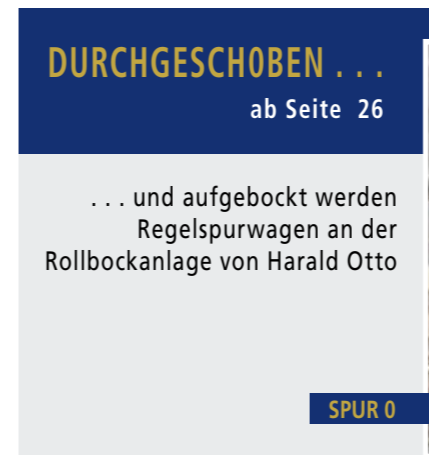 DURCHGESCHOBEN . . .
ab Seite 26
. . . und aufgebockt werden
Regelspurwagen an der
Rollbockanlage von Harald Otto
SPUR 0